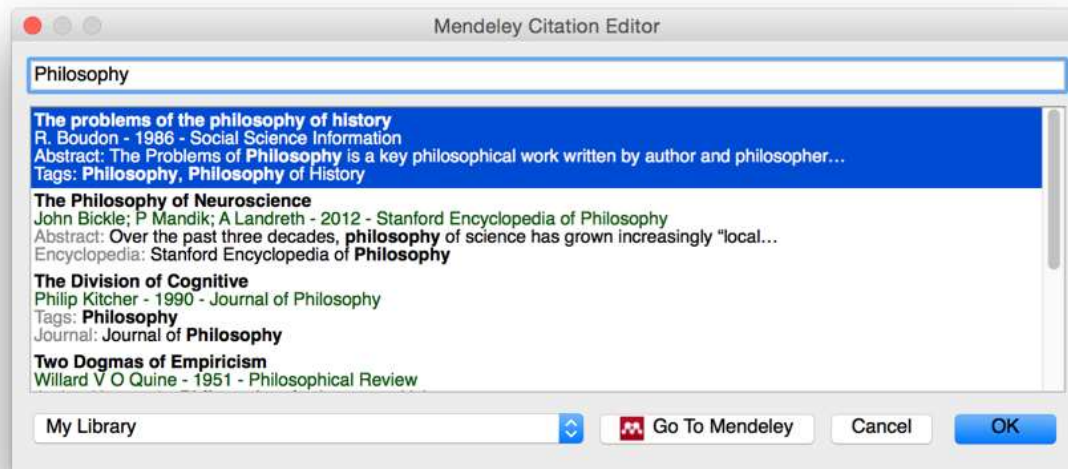 Mendeley Citation Editor
Philosophy
The problems of the philosophy of history
R. Boudon - 1986 - Social Science Information
Abstract: The Problems of Philosophy is a key philosophical work written by author and philosopher...
Tags: Philosophy, Philosophy of History
The Philosophy of Neuroscience
John Bickle; P Mandik; A Landreth - 2012 - Stanford Encyclopedia of Philosophy
Abstract: Over the past three decades, philosophy of science has grown increasingly “local...
Encyclopedia: Stanford Encyclopedia of Philosophy
The Division of Cognitive
Philip Kitcher - 1990 - Journal of Philosophy
Tags: Philosophy
Journal: Journal of Philosophy
Two Dogmas of Empiricism
Willard V O Quine - 1951 - Philosophical Review
My Library Go To Mendeley Cancel OK